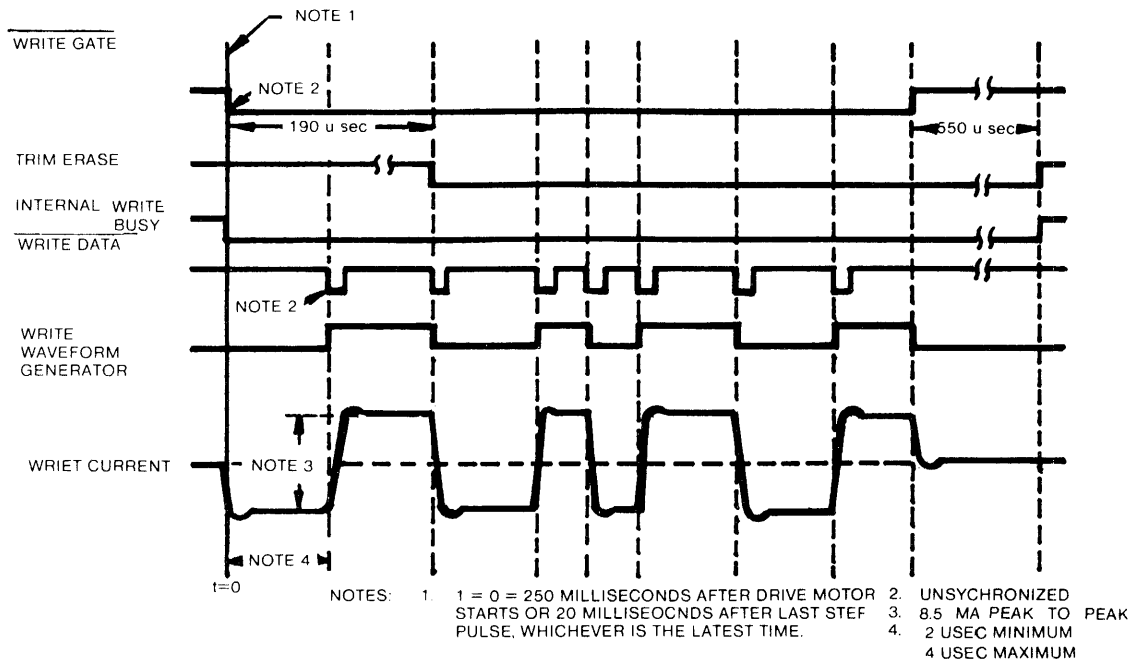 NOTE 1
WRITE GATE
NOTE 2
190 u sec
550 u sec
TRIM ERASE
INTERNAL WRITE
BUSY
WRITE DATA
NOTE 2
WRITE
WAVEFORM
GENERATOR
WRIET CURRENT
NOTE 3
NOTE 4
t=0
NOTES: 1. 1 = 0 = 250 MILLISECONDS AFTER DRIVE MOTOR
STARTS OR 20 MILLISEOCNDS AFTER LAST STEF
PULSE, WHICHEVER IS THE LATEST TIME.
2. UNSYCHRONIZED
3. 8.5 MA PEAK TO PEAK
4. 2 USEC MINIMUM
4 USEC MAXIMUM